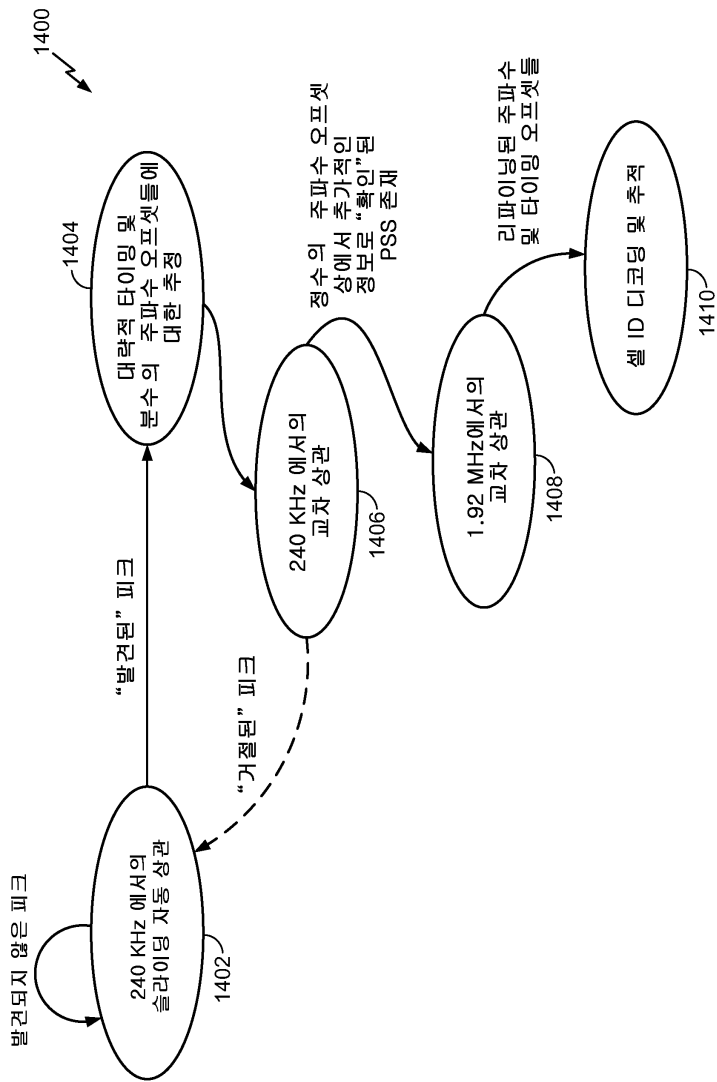 1400
발견되지 않은 피크
240 KHz 에서의
슬라이딩 자동 상관
1402
“발견된” 피크
대략적 타이밍 및
분수의 주파수 오프셋들에
대한 추정
1404
“거절된” 피크
240 KHz 에서의
교차 상관
1406
정수의 주파수 오프셋
상에서 추가적인
정보로 “확인”된
PSS 존재
1.92 MHz에서의
교차 상관
1408
리파이닝된 주파수
및 타이밍 오프셋들
셀 ID 디코딩 및 추적
1410